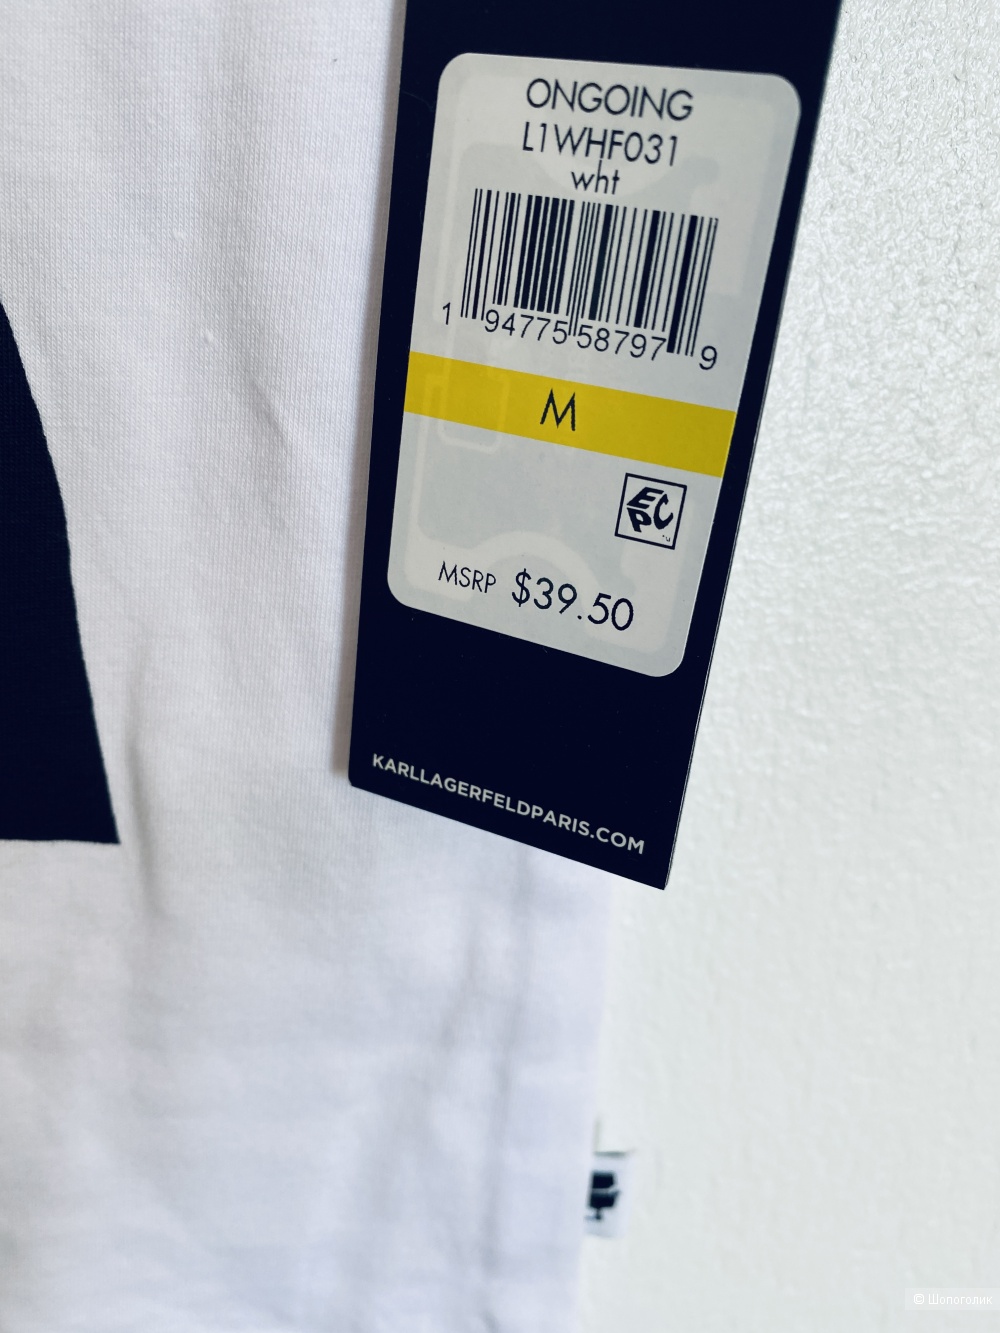 ONGOING
L1WHF031
wht
1 94775 58797 9
M
EPC
MSRP $39.50
KARLLAGERFELDPARIS.COM
© Шопоголик